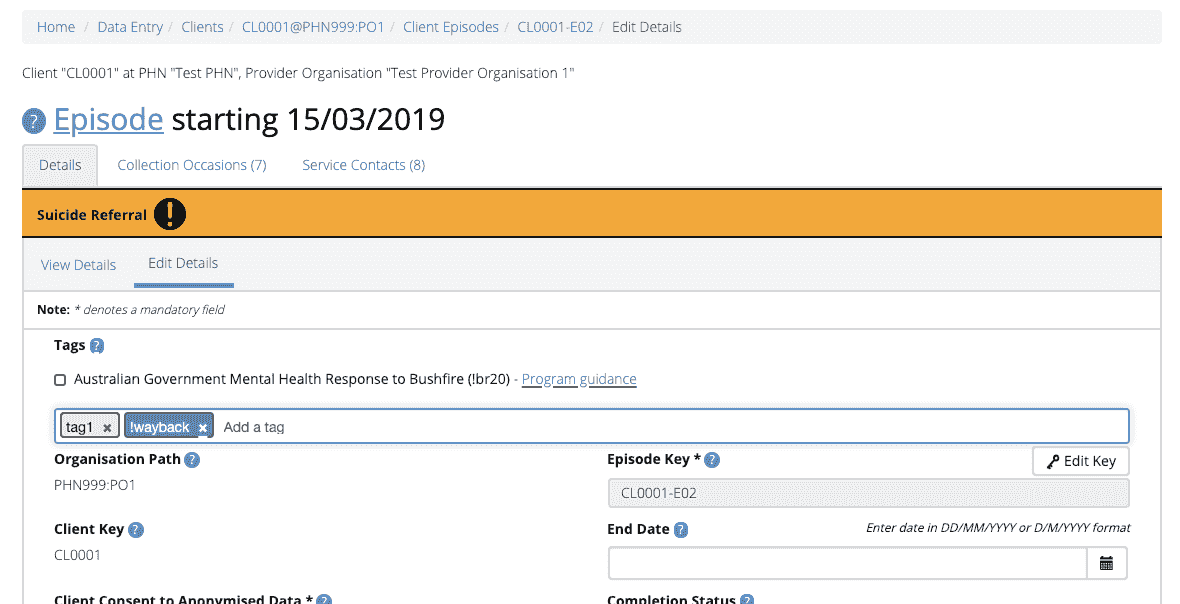 Home / Data Entry / Clients / CL0001@PHN999:PO1 / Client Episodes / CL0001-E02 / Edit Details
Client "CL0001" at PHN "Test PHN", Provider Organisation "Test Provider Organisation 1"
? Episode starting 15/03/2019
Details Collection Occasions (7) Service Contacts (8)
Suicide Referral !
View Details Edit Details
Note: * denotes a mandatory field
Tags ?
Australian Government Mental Health Response to Bushfire (!br20) - Program guidance
tag1 × !wayback × Add a tag
Organisation Path ?
PHN999:PO1
Episode Key * ? Edit Key
CL0001-E02
Client Key ?
CL0001
End Date ? Enter date in DD/MM/YYYY or D/M/YYYY format
Client Consent to Anonymised Data * ?
Completion Status ?